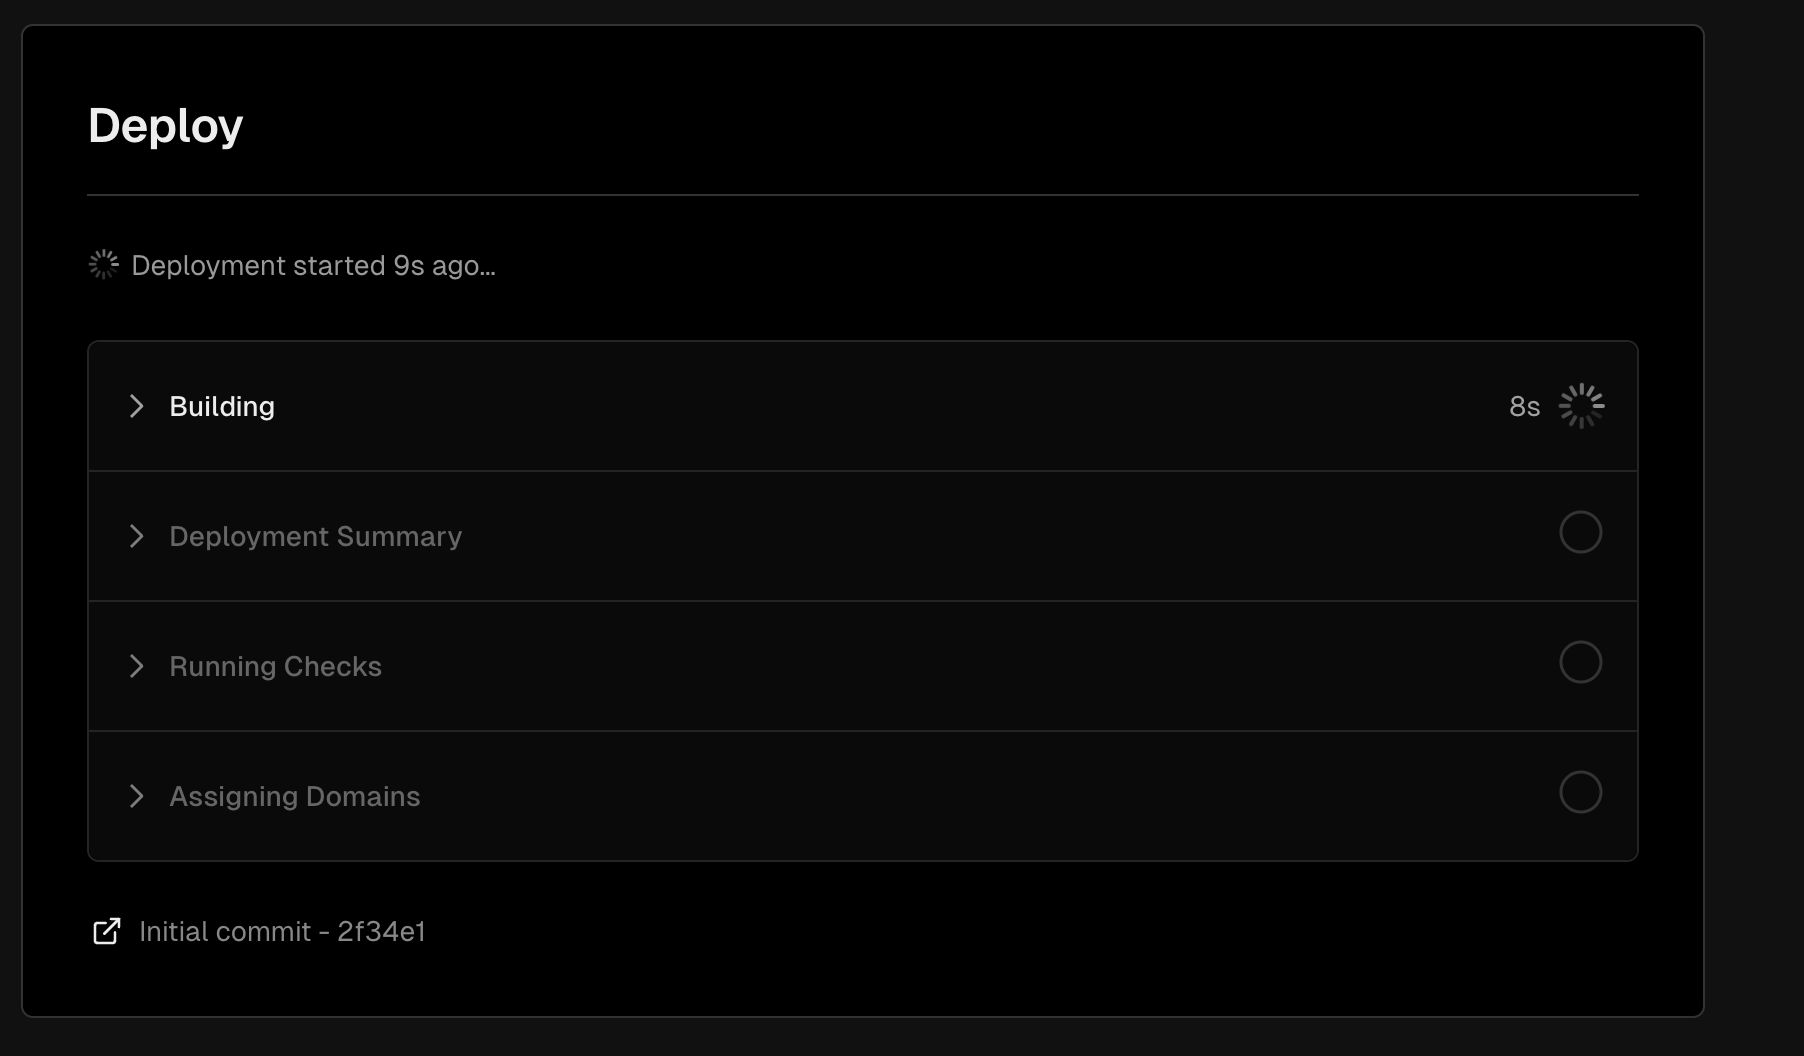 Deploy
Deployment started 9s ago...
Building 8s
Deployment Summary
Running Checks
Assigning Domains
Initial commit - 2f34e1